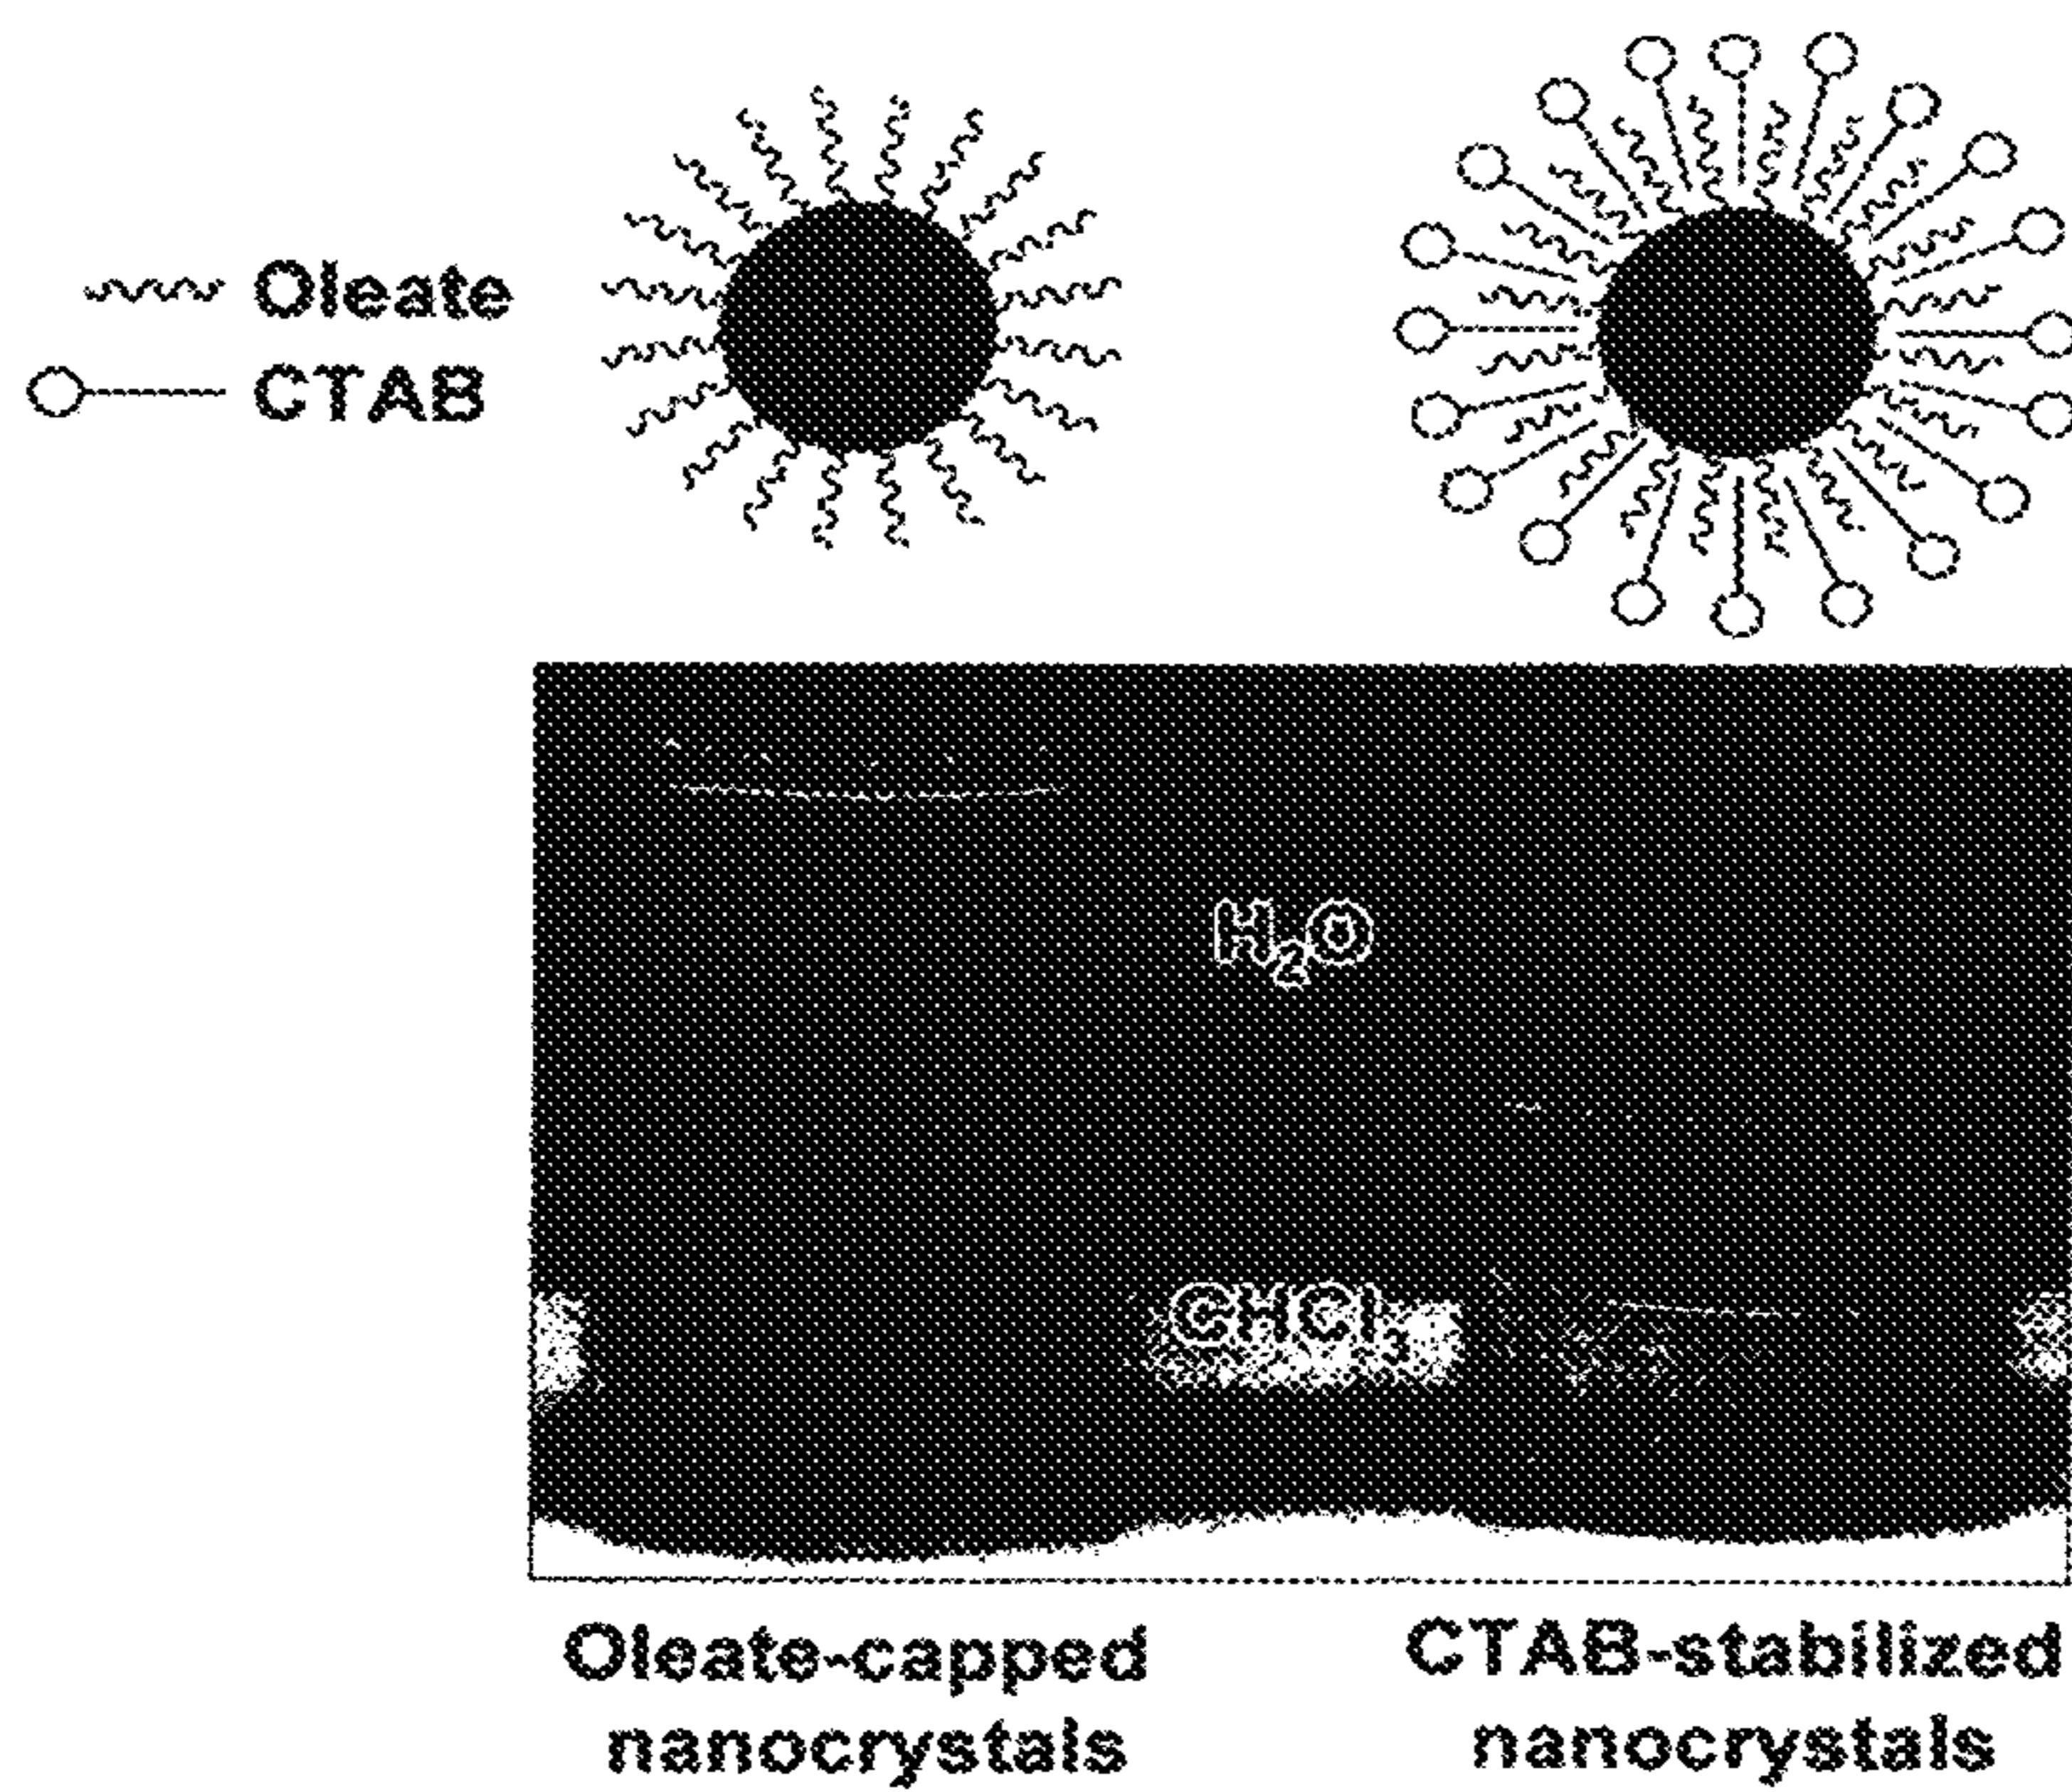 Oleate
CTAB
H₂O
CHCl₃
Oleate-capped
nanocrystals
CTAB-stabilized
nanocrystals